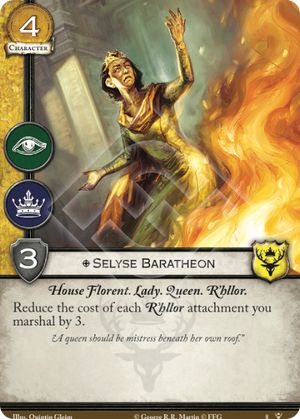 4
CHARACTER
3
SELYSE BARATHEON
House Florent. Lady. Queen. R'hllor.
Reduce the cost of each R'hllor attachment you
marshal by 3.
"A queen should be mistress beneath her own roof."
Illus. Quintin Gleim
© George R.R. Martin © FFG
8